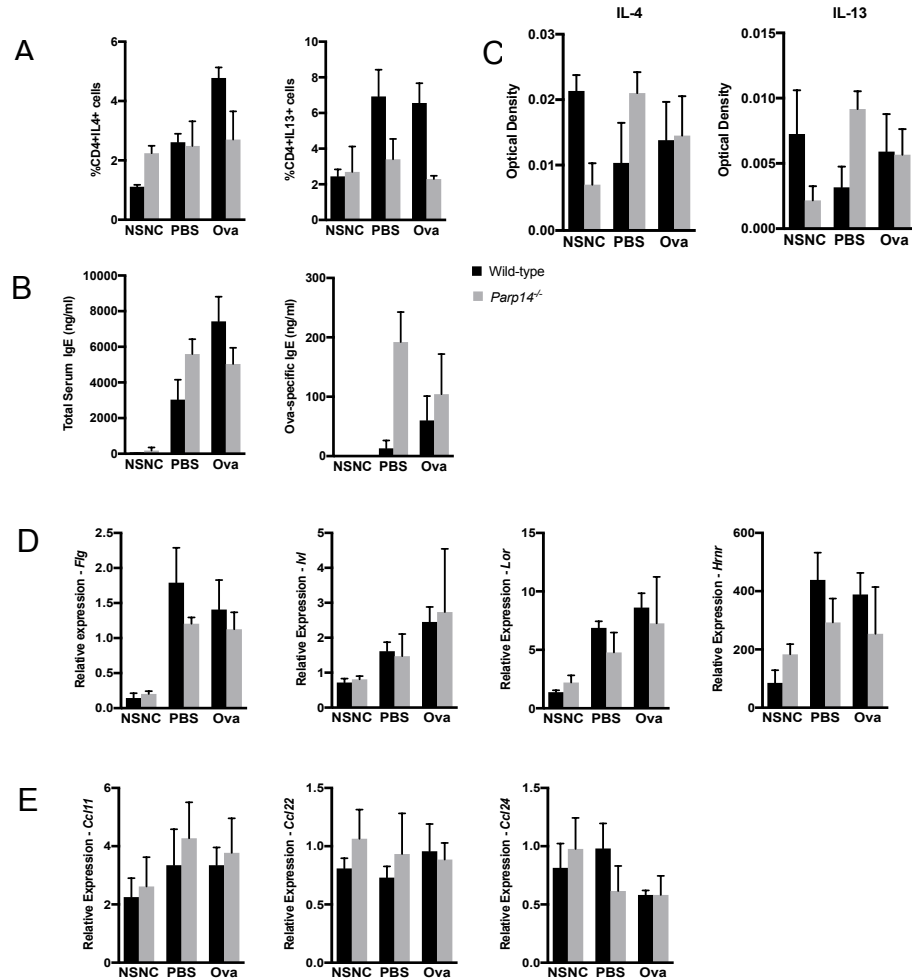 A
%CD4+IL4+ cells
6
4
2
0
NSNC PBS Ova
%CD4+IL13+ cells
10
8
6
4
2
0
NSNC PBS Ova
C
IL-4
Optical Density
0.03
0.02
0.01
0.00
NSNC PBS Ova
IL-13
Optical Density
0.015
0.010
0.005
0.000
NSNC PBS Ova
B
Total Serum IgE (ng/ml)
10000
8000
6000
4000
2000
0
NSNC PBS Ova
Ova-specific IgE (ng/ml)
300
200
100
0
NSNC PBS Ova
Wild-type
Parp14-/-
D
Relative expression - Flg
2.5
2.0
1.5
1.0
0.5
0.0
NSNC PBS Ova
Relative Expression - Ivl
5
4
3
2
1
0
NSNC PBS Ova
Relative Expression - Lor
15
10
5
0
NSNC PBS Ova
Relative Expression - Hrnr
600
400
200
0
NSNC PBS Ova
E
Relative Expression - Ccl11
6
4
2
0
NSNC PBS Ova
Relative Expression - Ccl22
1.5
1.0
0.5
0.0
NSNC PBS Ova
Relative Expression - Ccl24
1.5
1.0
0.5
0.0
NSNC PBS Ova